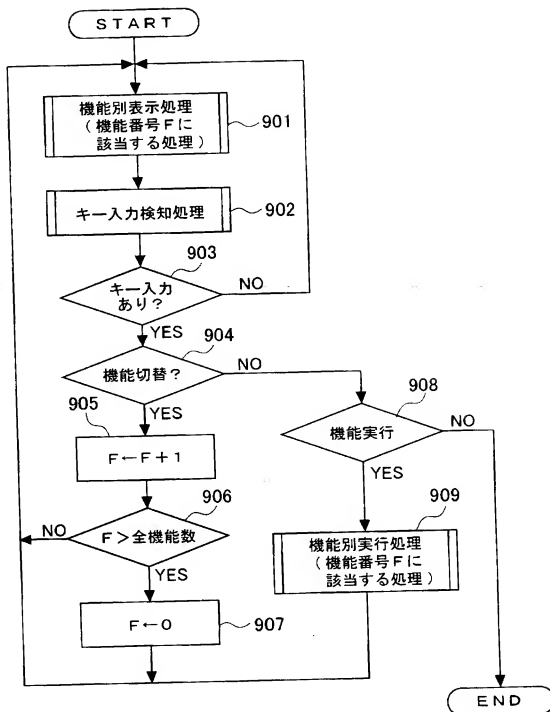 START
機能別表示処理
(機能番号Fに
該当する処理)
901
キー入力検知処理
902
903
キー入力
あり?
NO
YES
904
機能切替?
NO
YES
905
F←F+1
906
F>全機能数
NO
YES
F←0
907
908
機能実行
NO
YES
909
機能別実行処理
(機能番号Fに
該当する処理)
END